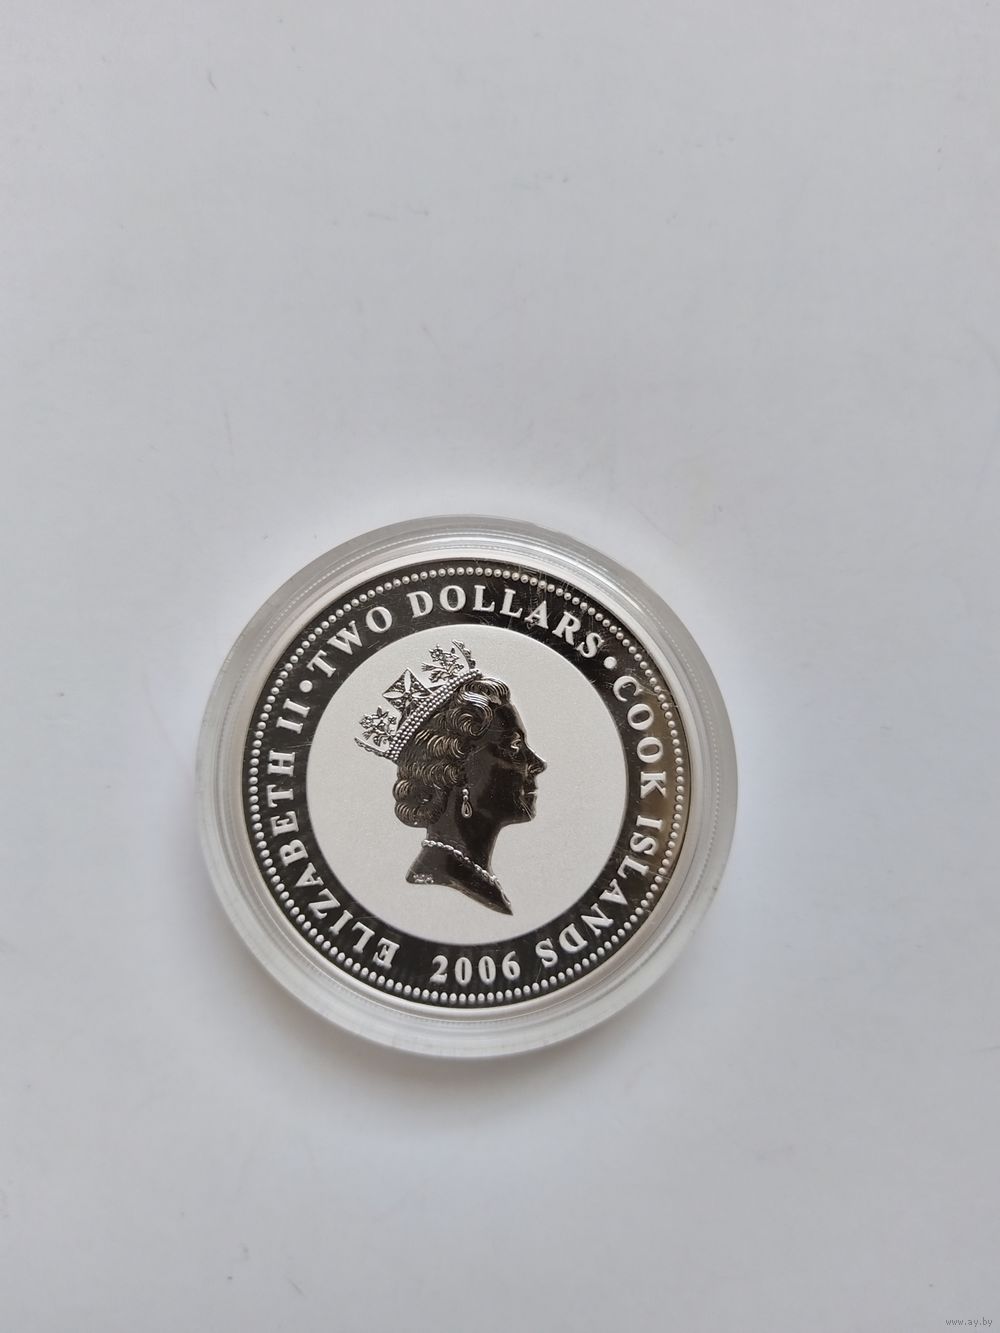 ELIZABETH II • TWO DOLLARS • COOK ISLANDS
2006
www.ay.by